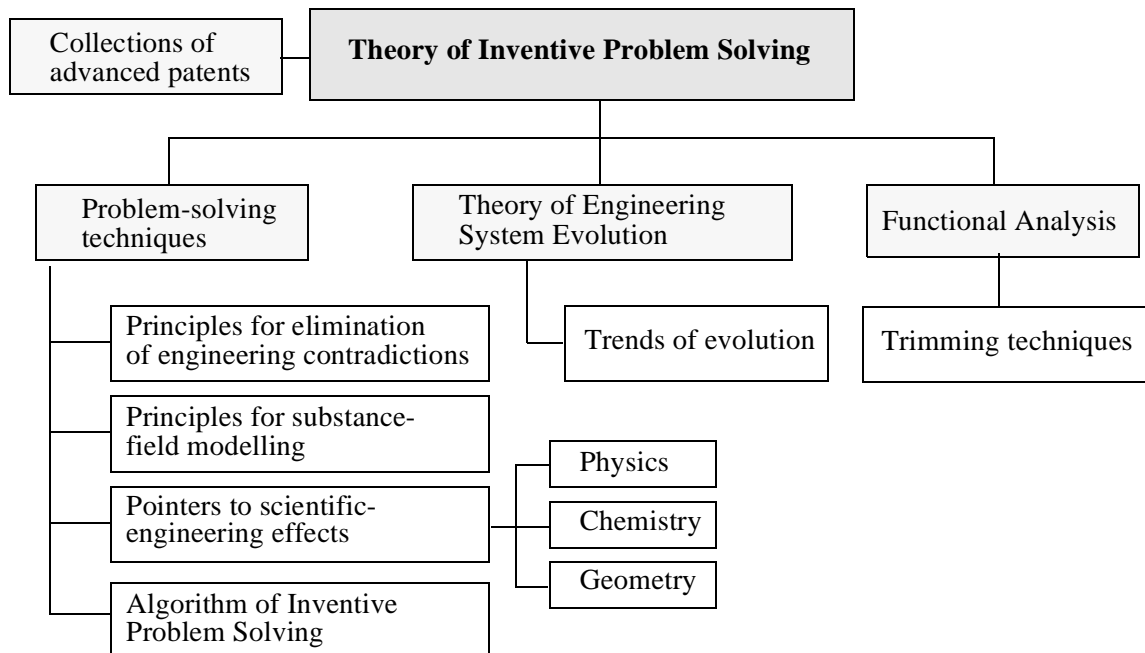 Collections of
advanced patents
Theory of Inventive Problem Solving
Problem-solving
techniques
Theory of Engineering
System Evolution
Functional Analysis
Principles for elimination
of engineering contradictions
Trends of evolution
Trimming techniques
Principles for substance-
field modelling
Pointers to scientific-
engineering effects
Physics
Chemistry
Geometry
Algorithm of Inventive
Problem Solving